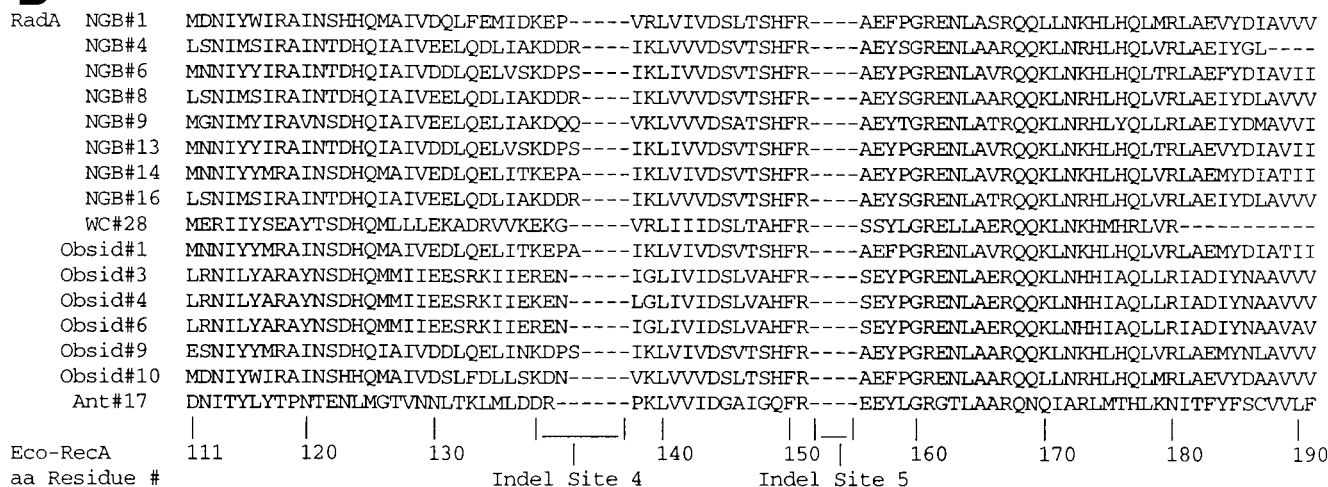 RadA NGB#1 MDNIYWIRAINSHHQMAIVDQLFEMIDKEP------VRLVIVDSVTSHFR----AEFPGRENLASRQQLLNKHLHQLMRLAEVYDIAVVV
NGB#4 LSNIMSIRAINTDHQIAIVEELQDLIAKDDR-----IKLVVVDSVTSHFR----AEYSGRENLAARQQKLNRHLHQLVRLAEIYGL----
NGB#6 MNNIYYIRAINTDHQIAIVDDLQELVSKDPS-----IKLIVVDSVTSHFR----AEYPGRENLAVRQQKLNKHLHQLTRLAEFYDIAVII
NGB#8 LSNIMSIRAINTDHQIAIVEELQDLIAKDDR-----IKLVVVDSVTSHFR----AEYSGRENLAARQQKLNRHLHQLVRLAEIYDLAVVV
NGB#9 MGNIMYIRAVNSDHQIAIVEELQELIAKDQQ-----VKLVVVDSATSHFR----AEYTGRENLATRQQKLNRHLYQLLRLAEIYDMAVVI
NGB#13 MNNIYYIRAINTDHQIAIVDDLQELVSKDPS-----IKLIVVDSVTSHFR----AEYPGRENLAVRQQKLNKHLHQLTRLAEVYDIAVII
NGB#14 MNNIYYMRAINSDHQMAIVDDLQELITKEPA-----IKLVIVDSVTSHFR----AEYPGRENLAVRQQKLNKHLHQLVRLAEMYDIATII
NGB#16 LSNIMSIRAINTDHQIAIVEELQDLIAKDDR-----IKLVVVDSVTSHFR----AEYSGRENLATRQQKLNRHLHQLVRLAEIYDLAVVV
WC#28 MERIIYSEAYTSDHQMLLLEKADRVVKEKG------VRLIIIDSLTAHFR----SSYLGRELLAERQQKLNKHMHRLVR-----------
Obsid#1 MNNIYYMRAINSDHQMAIVDDLQELITKEPA-----IKLVIVDSVTSHFR----AEFPGRENLAVRQQKLNKHLHQLVRLAEMYDIATII
Obsid#3 LRNILYARAYNSDHQMMIIEESRKIIEREN------IGLIVIDSLVAHFR----SEYPGRENLAERQQKLNHHIAQLLRIADIYNAAVVV
Obsid#4 LRNILYARAYNSDHQMMIIEESRKIIEKEN------LGLIVIDSLVAHFR----SEYPGRENLAERQQKLNHHIAQLLRIADIYNAAVVV
Obsid#6 LRNILYARAYNSDHQMMIIEESRKIIEREN------IGLIVIDSLVAHFR----SEYPGRENLAERQQKLNHHIAQLLRIADIYNAAVAV
Obsid#9 ESNIYYMRAINSDHQIAIVDDLQELINKDPS-----IKLVVVDSVTSHFR----AEYPGRENLAARQQKLNKHLHQLVRLAEMYNLAVVV
Obsid#10 MDNIYWIRAINSHHQMAIVDSLFDLLSKDN------VKLVVVDSLTSHFR----AEFPGRENLAARQQLLNKHLHQLMRLAEVYDAAVVV
Ant#17 DNITYLYTPNTENLMGTVNNLTKLMLDDR-------PKLVVIDGAIGQFR----EEYLGRGTLAARQNQIARLMTHLKNITFYFSCVVLF
Eco-RecA 111 120 130 140 150 160 170 180 190
aa Residue # Indel Site 4 Indel Site 5